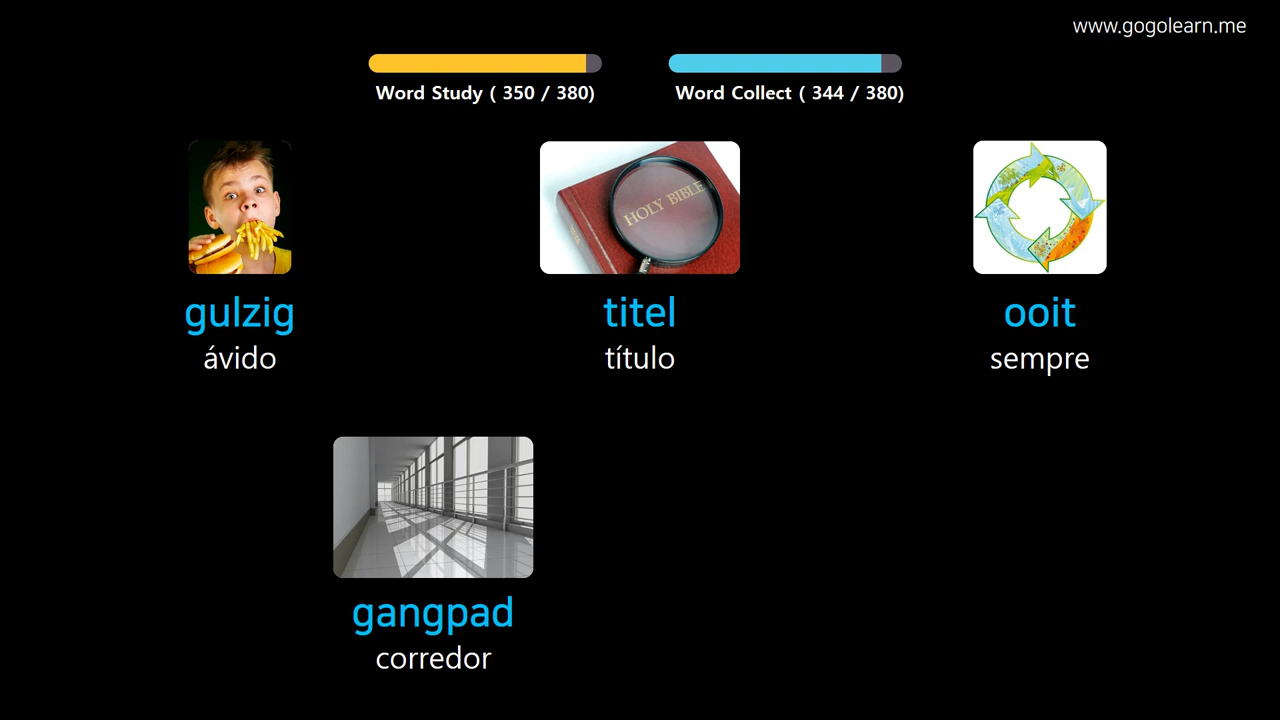 www.gogolearn.me
Word Study ( 350 / 380)
Word Collect ( 344 / 380)
HOLY BIBLE
gulzig
titel
ooit
ávido
título
sempre
gangpad
corredor